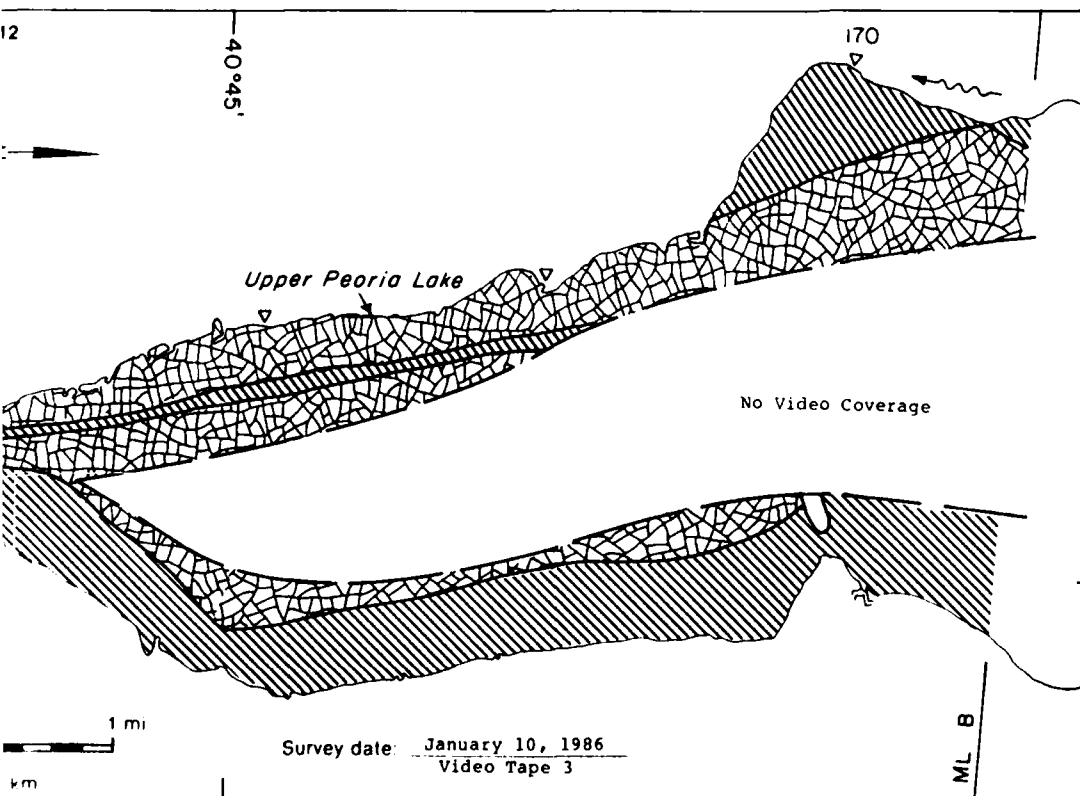 12
40°45'
170
Upper Peoria Lake
No Video Coverage
1 mi
km
Survey date: January 10, 1986
Video Tape 3
ML B